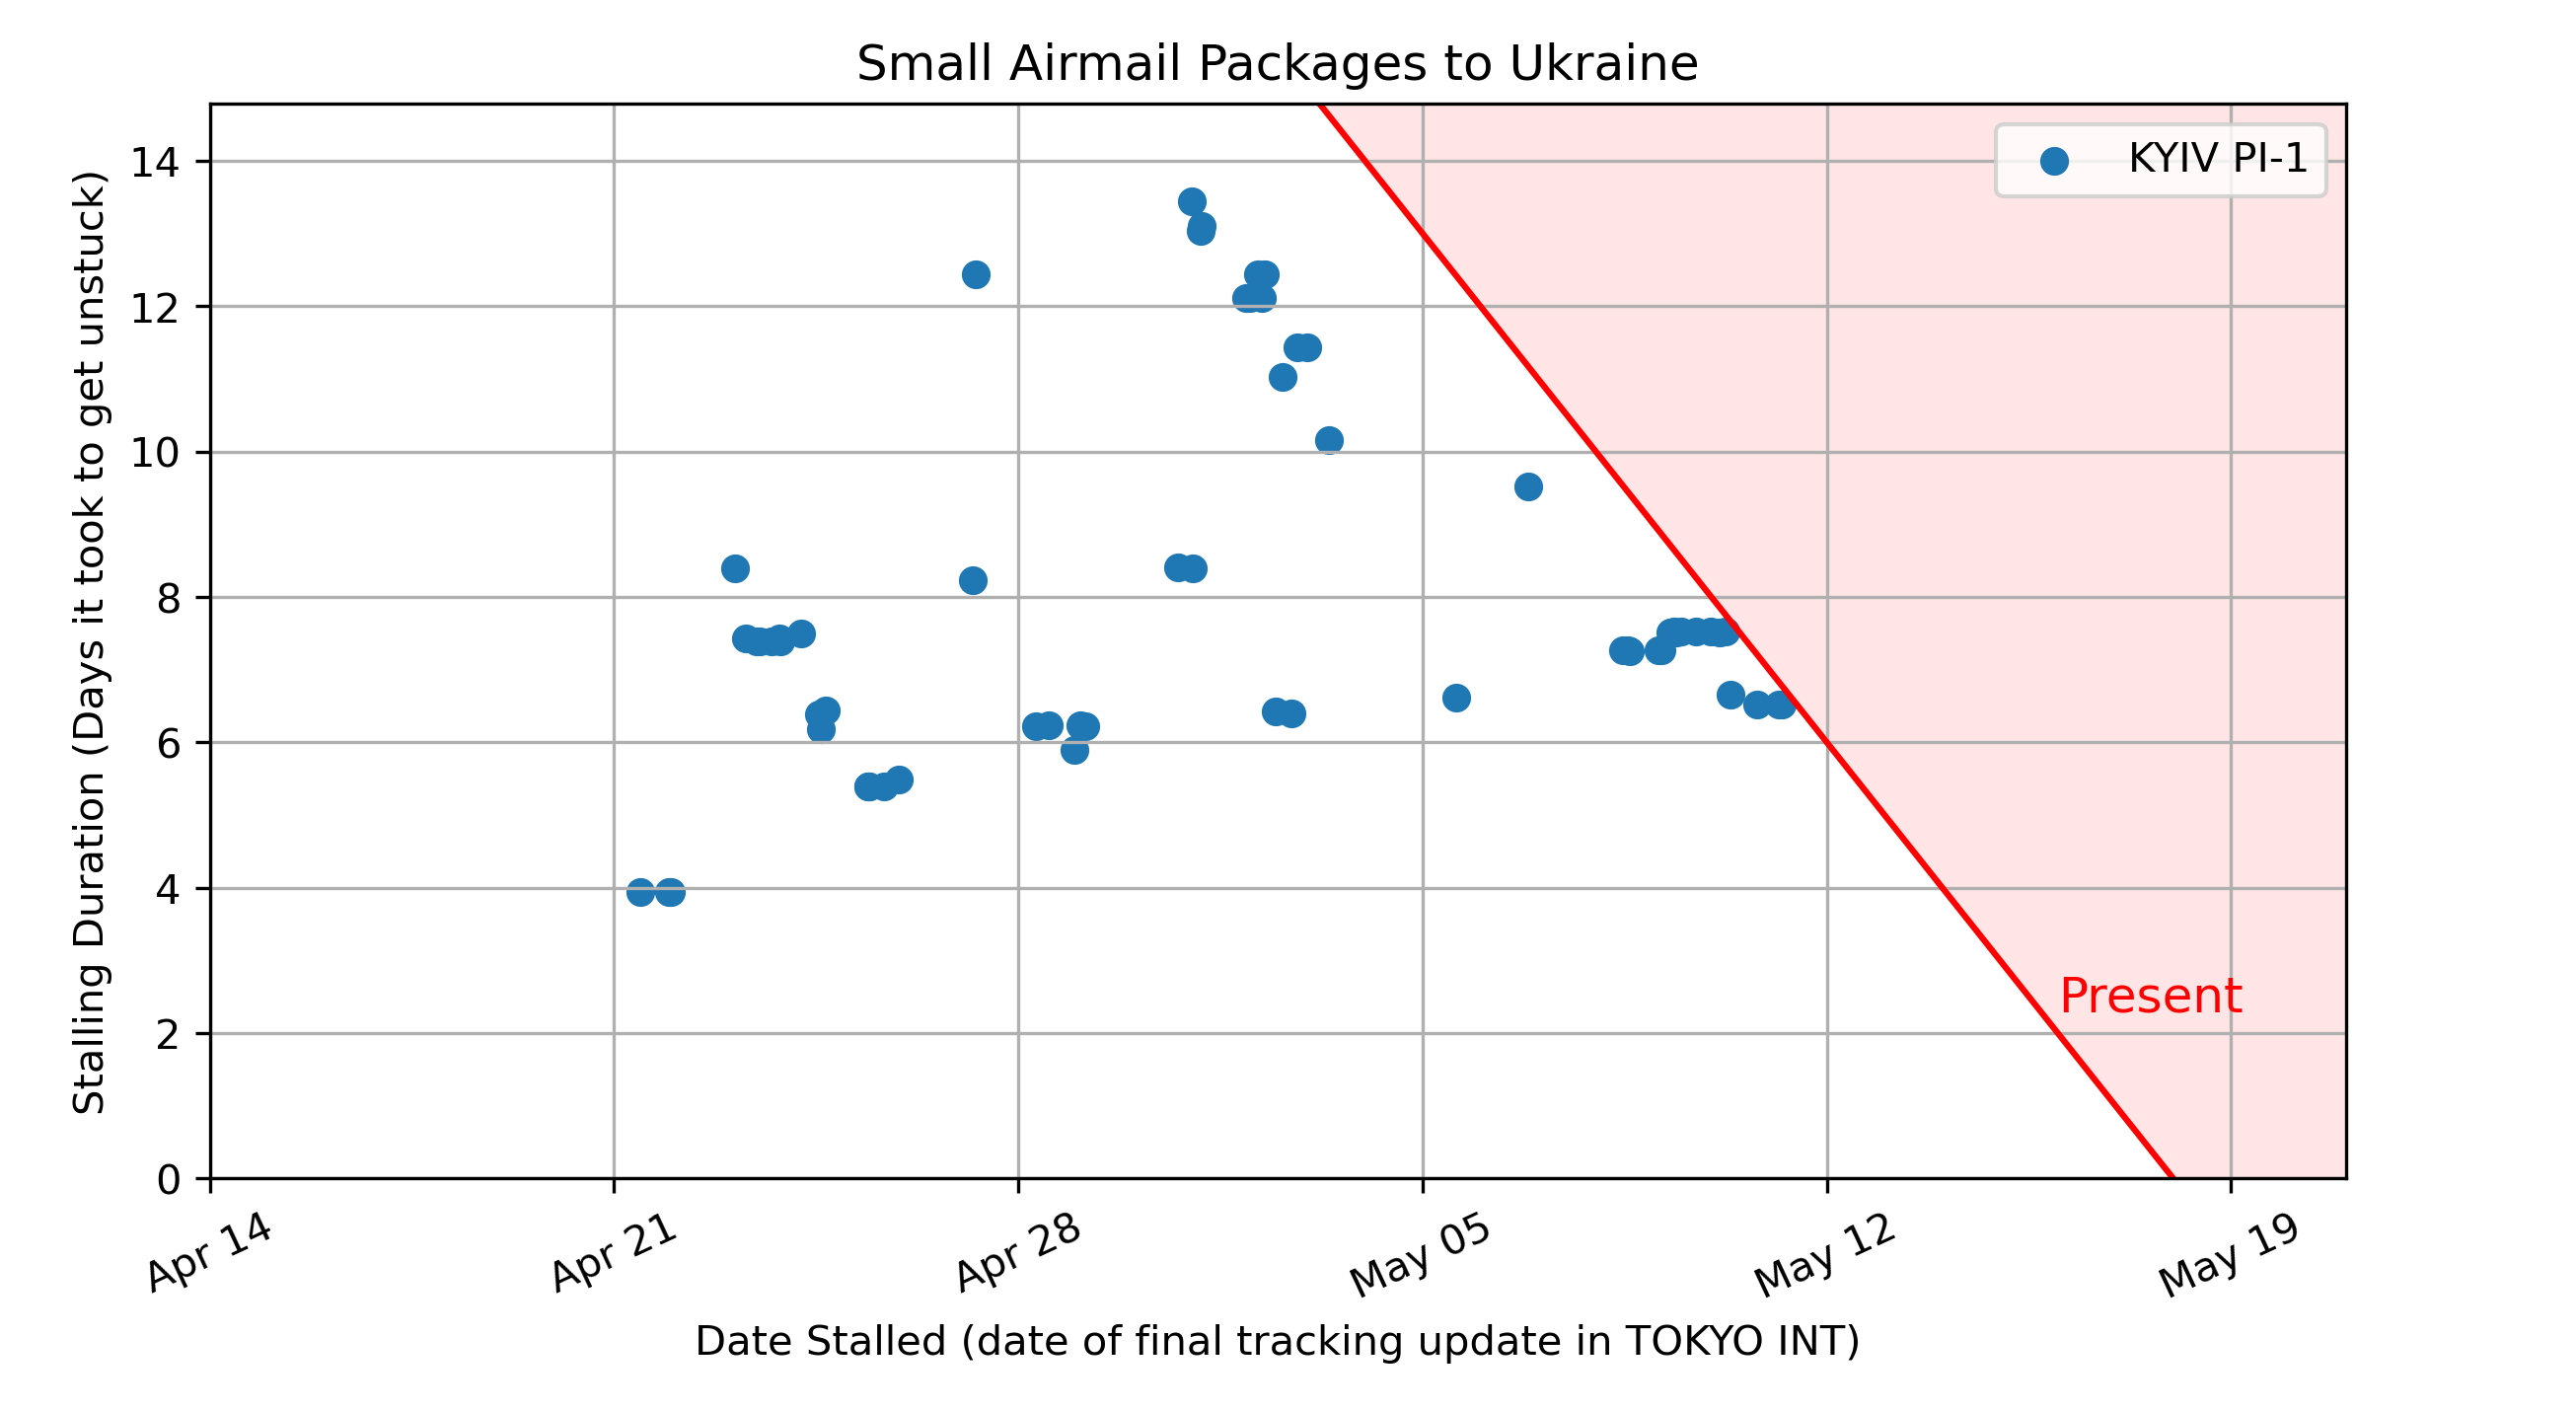 Small Airmail Packages to Ukraine
KYIV PI-1
Stalling Duration (Days it took to get unstuck)
14
12
10
8
6
4
2
0
Present
Apr 14
Apr 21
Apr 28
May 05
May 12
May 19
Date Stalled (date of final tracking update in TOKYO INT)